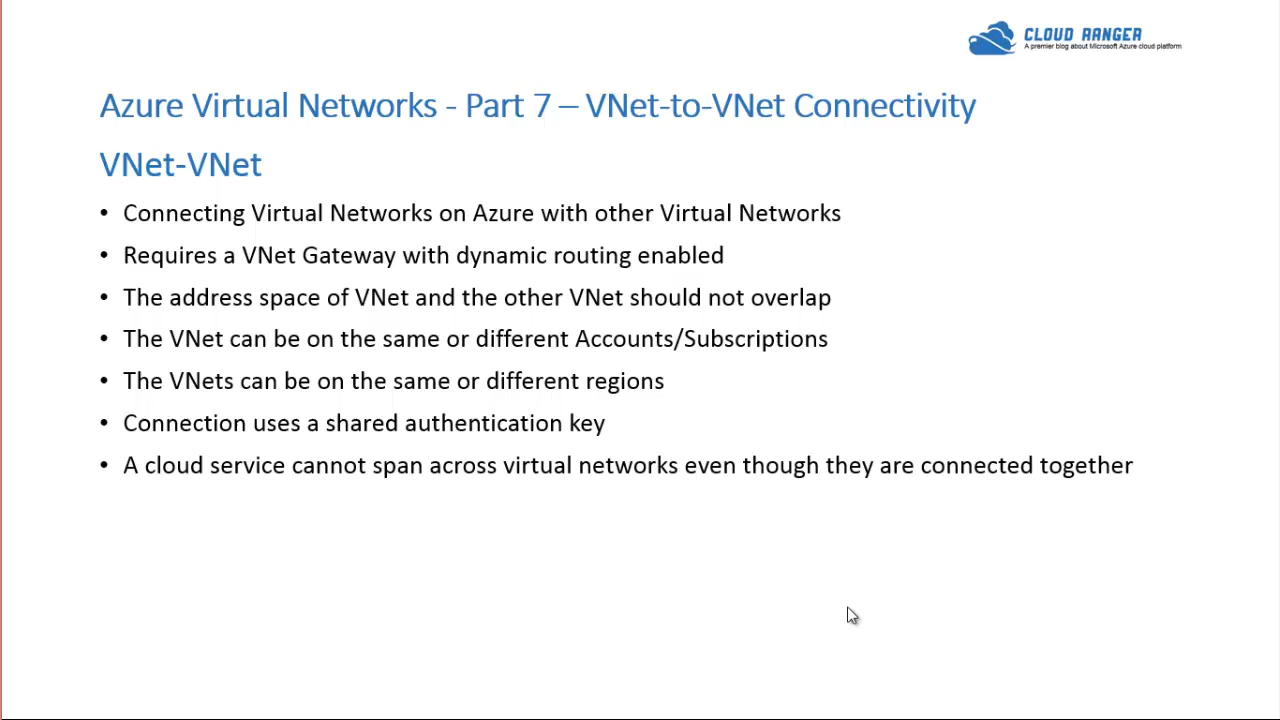 CLOUD RANGER
A premier blog about Microsoft Azure cloud platform
Azure Virtual Networks - Part 7 – VNet-to-VNet Connectivity
VNet-VNet
• Connecting Virtual Networks on Azure with other Virtual Networks
• Requires a VNet Gateway with dynamic routing enabled
• The address space of VNet and the other VNet should not overlap
• The VNet can be on the same or different Accounts/Subscriptions
• The VNets can be on the same or different regions
• Connection uses a shared authentication key
• A cloud service cannot span across virtual networks even though they are connected together